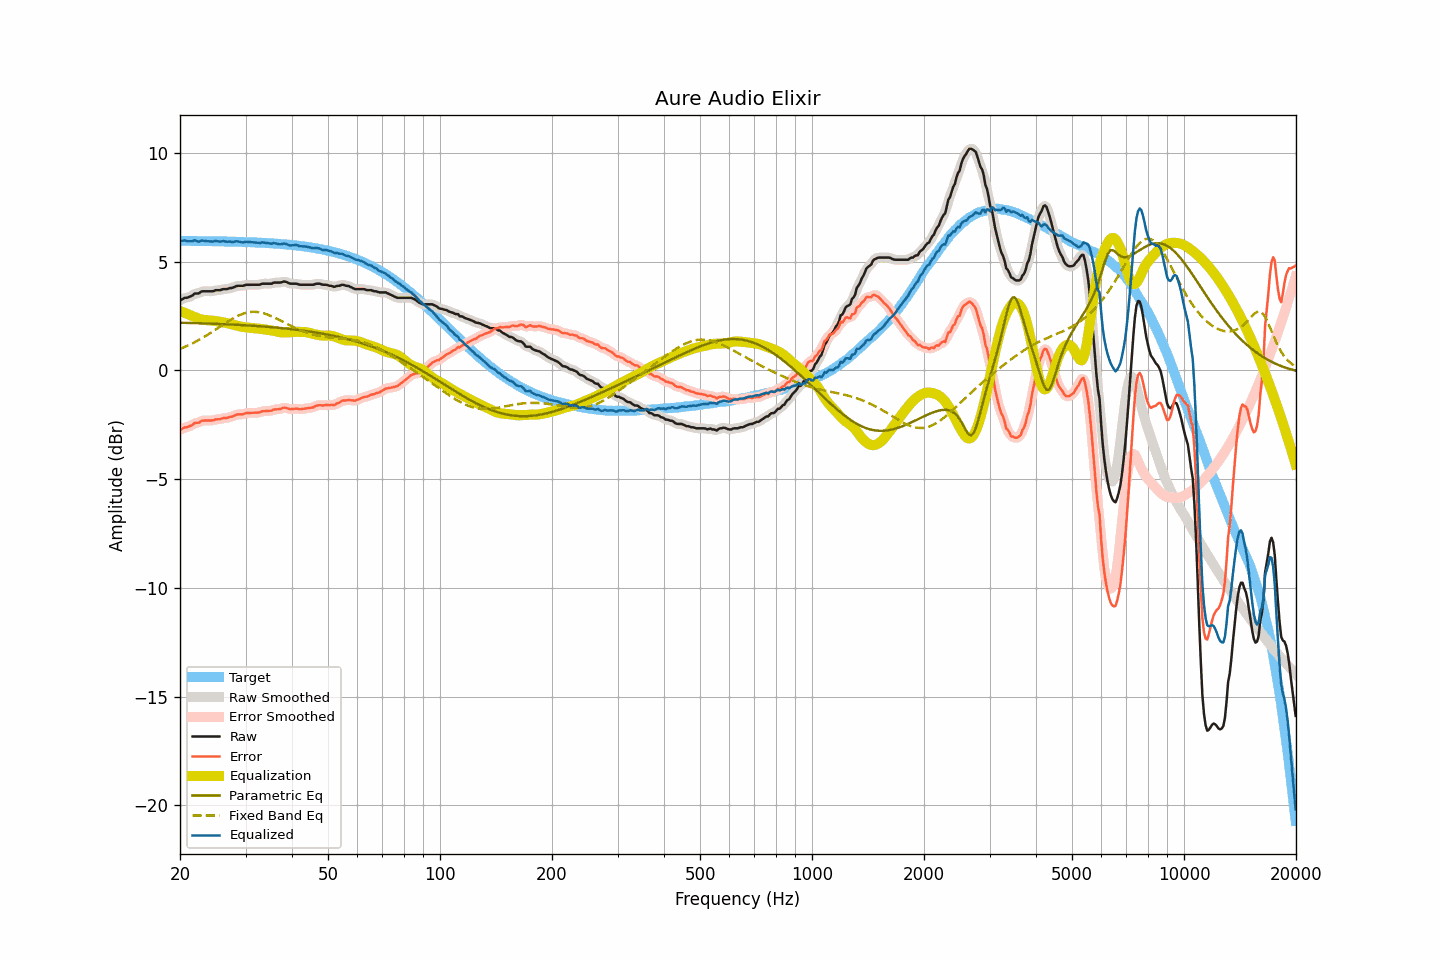 Aure Audio Elixir
Amplitude (dBr)
10
5
0
−5
−10
−15
−20
Target
Raw Smoothed
Error Smoothed
Raw
Error
Equalization
Parametric Eq
Fixed Band Eq
Equalized
20 50 100 200 500 1000 2000 5000 10000 20000
Frequency (Hz)